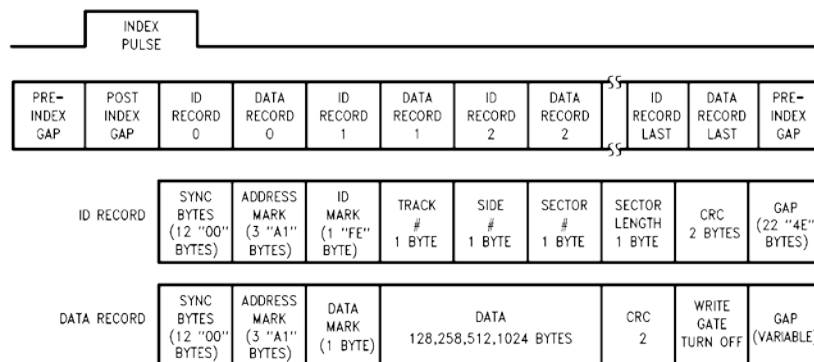 INDEX
PULSE
PRE-
INDEX
GAP
POST
INDEX
GAP
ID
RECORD
0
DATA
RECORD
0
ID
RECORD
1
DATA
RECORD
1
ID
RECORD
2
DATA
RECORD
2
ID
RECORD
LAST
DATA
RECORD
LAST
PRE-
INDEX
GAP
ID RECORD
SYNC
BYTES
(12 "00"
BYTES)
ADDRESS
MARK
(3 "A1"
BYTES)
ID
MARK
(1 "FE"
BYTE)
TRACK
#
1 BYTE
SIDE
#
1 BYTE
SECTOR
#
1 BYTE
SECTOR
LENGTH
1 BYTE
CRC
2 BYTES
GAP
(22 "4E"
BYTES)
DATA RECORD
SYNC
BYTES
(12 "00"
BYTES)
ADDRESS
MARK
(3 "A1"
BYTES)
DATA
MARK
(1 BYTE)
DATA
128,258,512,1024 BYTES
CRC
2
WRITE
GATE
TURN OFF
GAP
(VARIABLE)